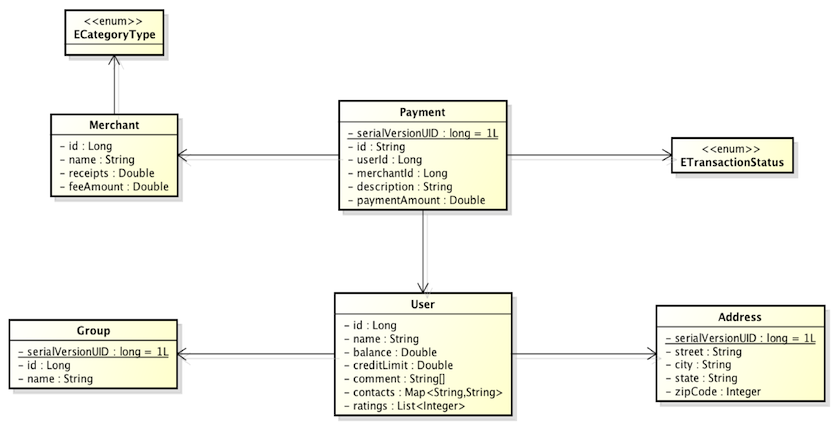 <<enum>>
ECategoryType
Merchant
- id : Long
- name : String
- receipts : Double
- feeAmount : Double
Payment
- serialVersionUID : long = 1L
- id : String
- userId : Long
- merchantId : Long
- description : String
- paymentAmount : Double
<<enum>>
ETransactionStatus
Group
- serialVersionUID : long = 1L
- id : Long
- name : String
User
- id : Long
- name : String
- balance : Double
- creditLimit : Double
- comment : String[]
- contacts : Map<String,String>
- ratings : List<Integer>
Address
- serialVersionUID : long = 1L
- street : String
- city : String
- state : String
- zipCode : Integer